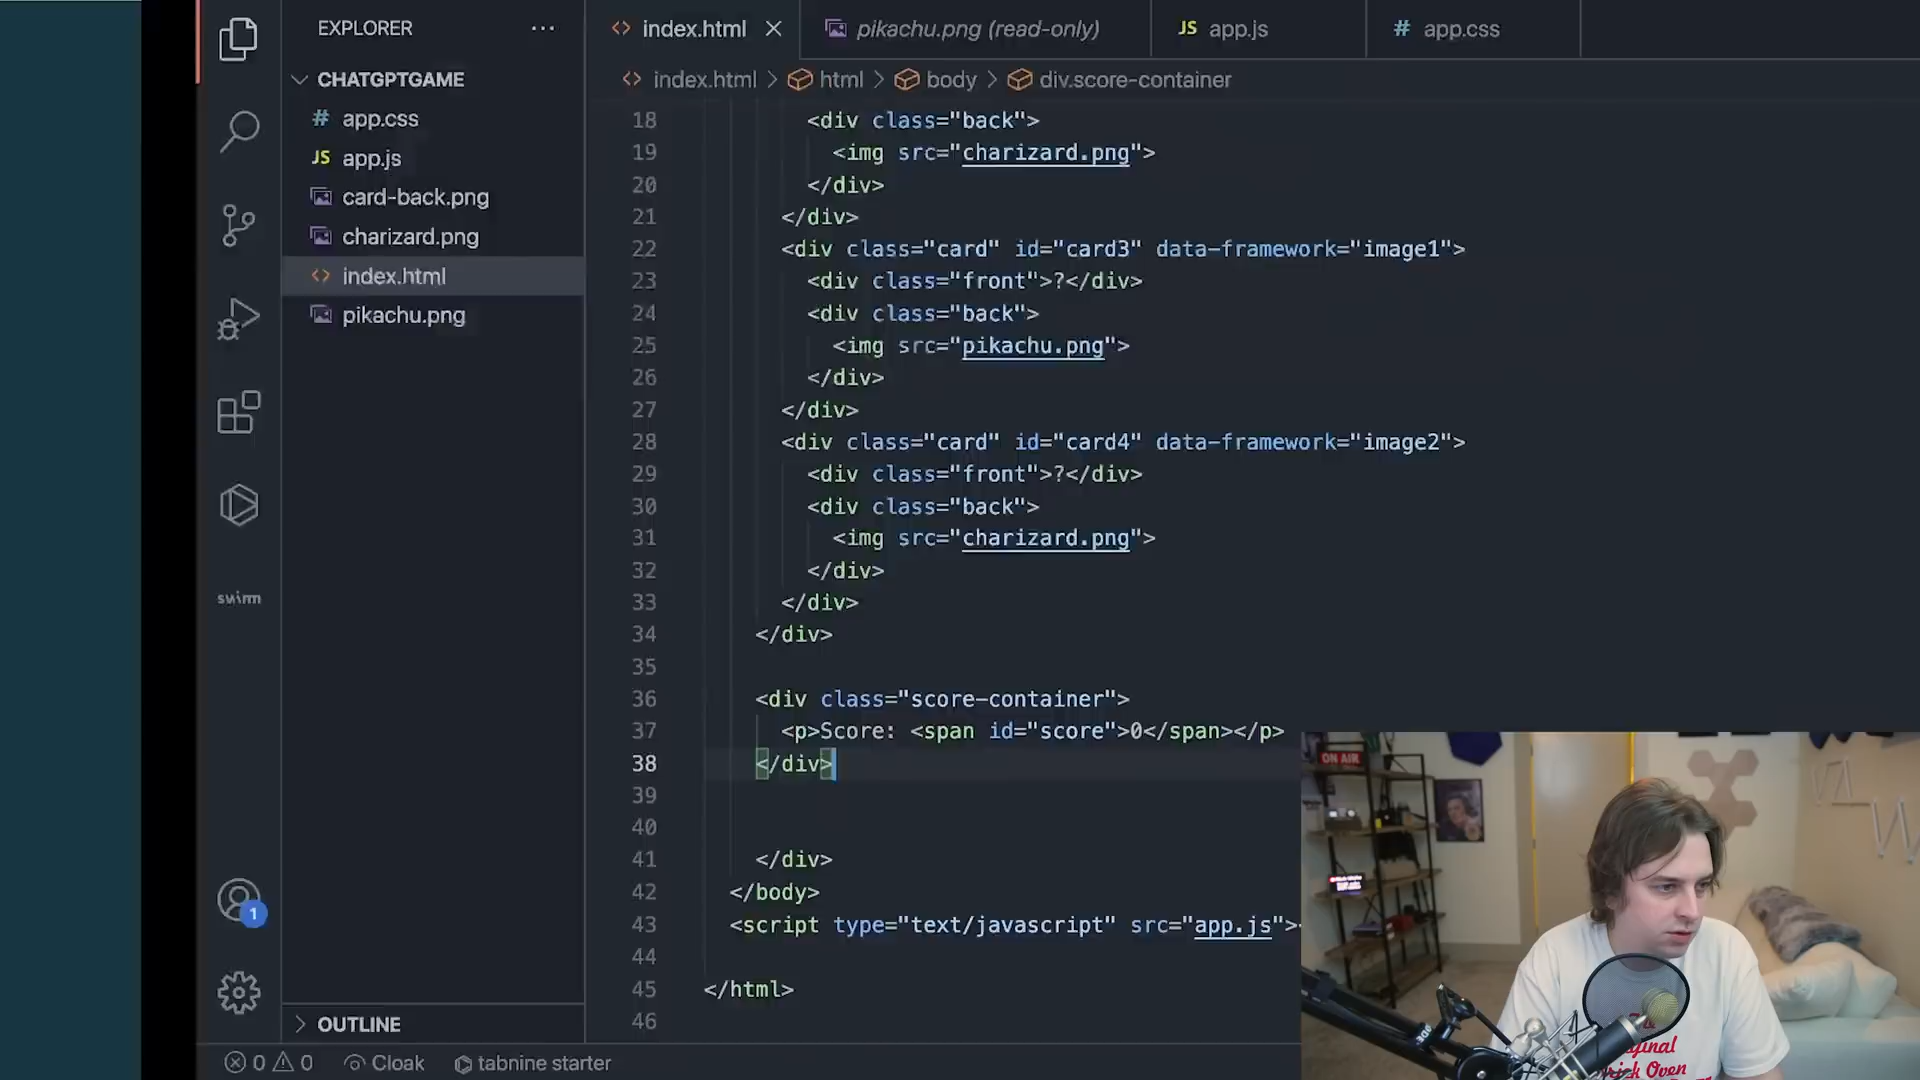 EXPLORER
CHATGPTGAME
# app.css
JS app.js
card-back.png
charizard.png
<> index.html
pikachu.png
swimm
1
OUTLINE
<> index.html
pikachu.png (read-only)
JS app.js
# app.css
<> index.html > html > body > div.score-container
18 <div class="back">
19 <img src="charizard.png">
20 </div>
21 </div>
22 <div class="card" id="card3" data-framework="image1">
23 <div class="front">?</div>
24 <div class="back">
25 <img src="pikachu.png">
26 </div>
27 </div>
28 <div class="card" id="card4" data-framework="image2">
29 <div class="front">?</div>
30 <div class="back">
31 <img src="charizard.png">
32 </div>
33 </div>
34 </div>
35
36 <div class="score-container">
37 <p>Score: <span id="score">0</span></p>
38 </div>
39
40
41 </div>
42 </body>
43 <script type="text/javascript" src="app.js">
44
45 </html>
46
0 0 Cloak tabnine starter
ON AIR